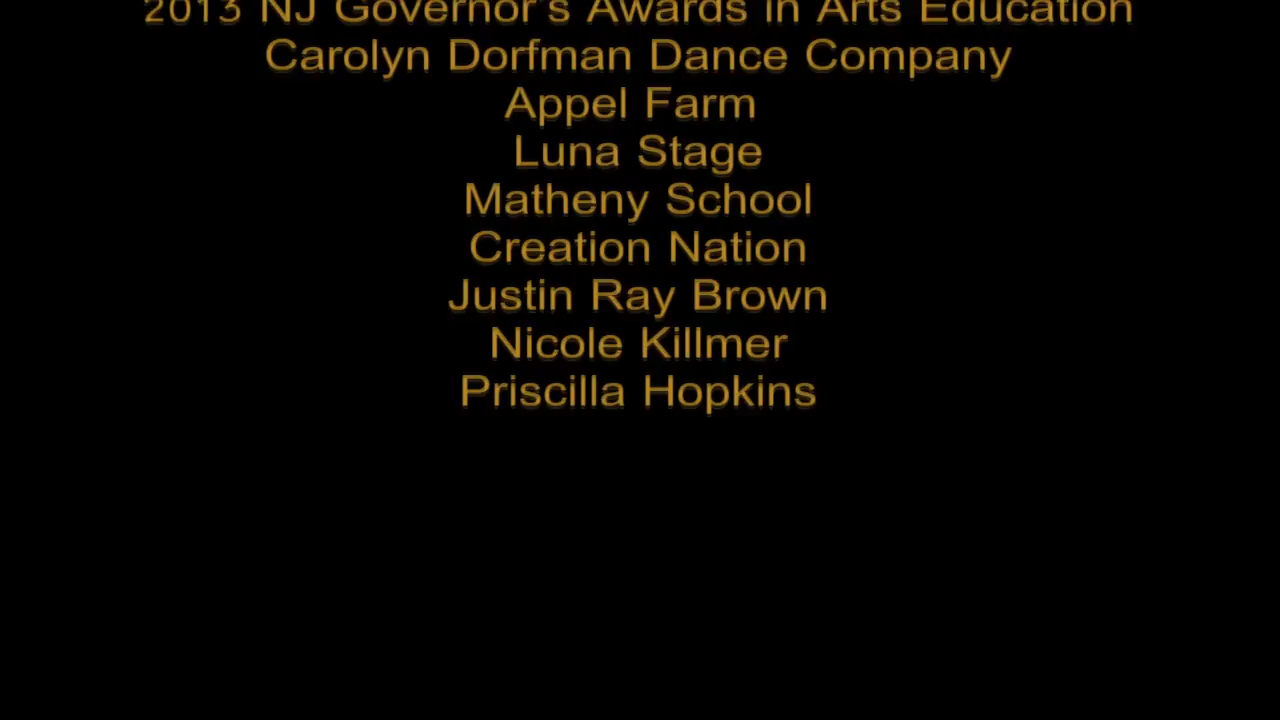 2013 NJ Governor's Awards in Arts Education
Carolyn Dorfman Dance Company
Appel Farm
Luna Stage
Matheny School
Creation Nation
Justin Ray Brown
Nicole Killmer
Priscilla Hopkins